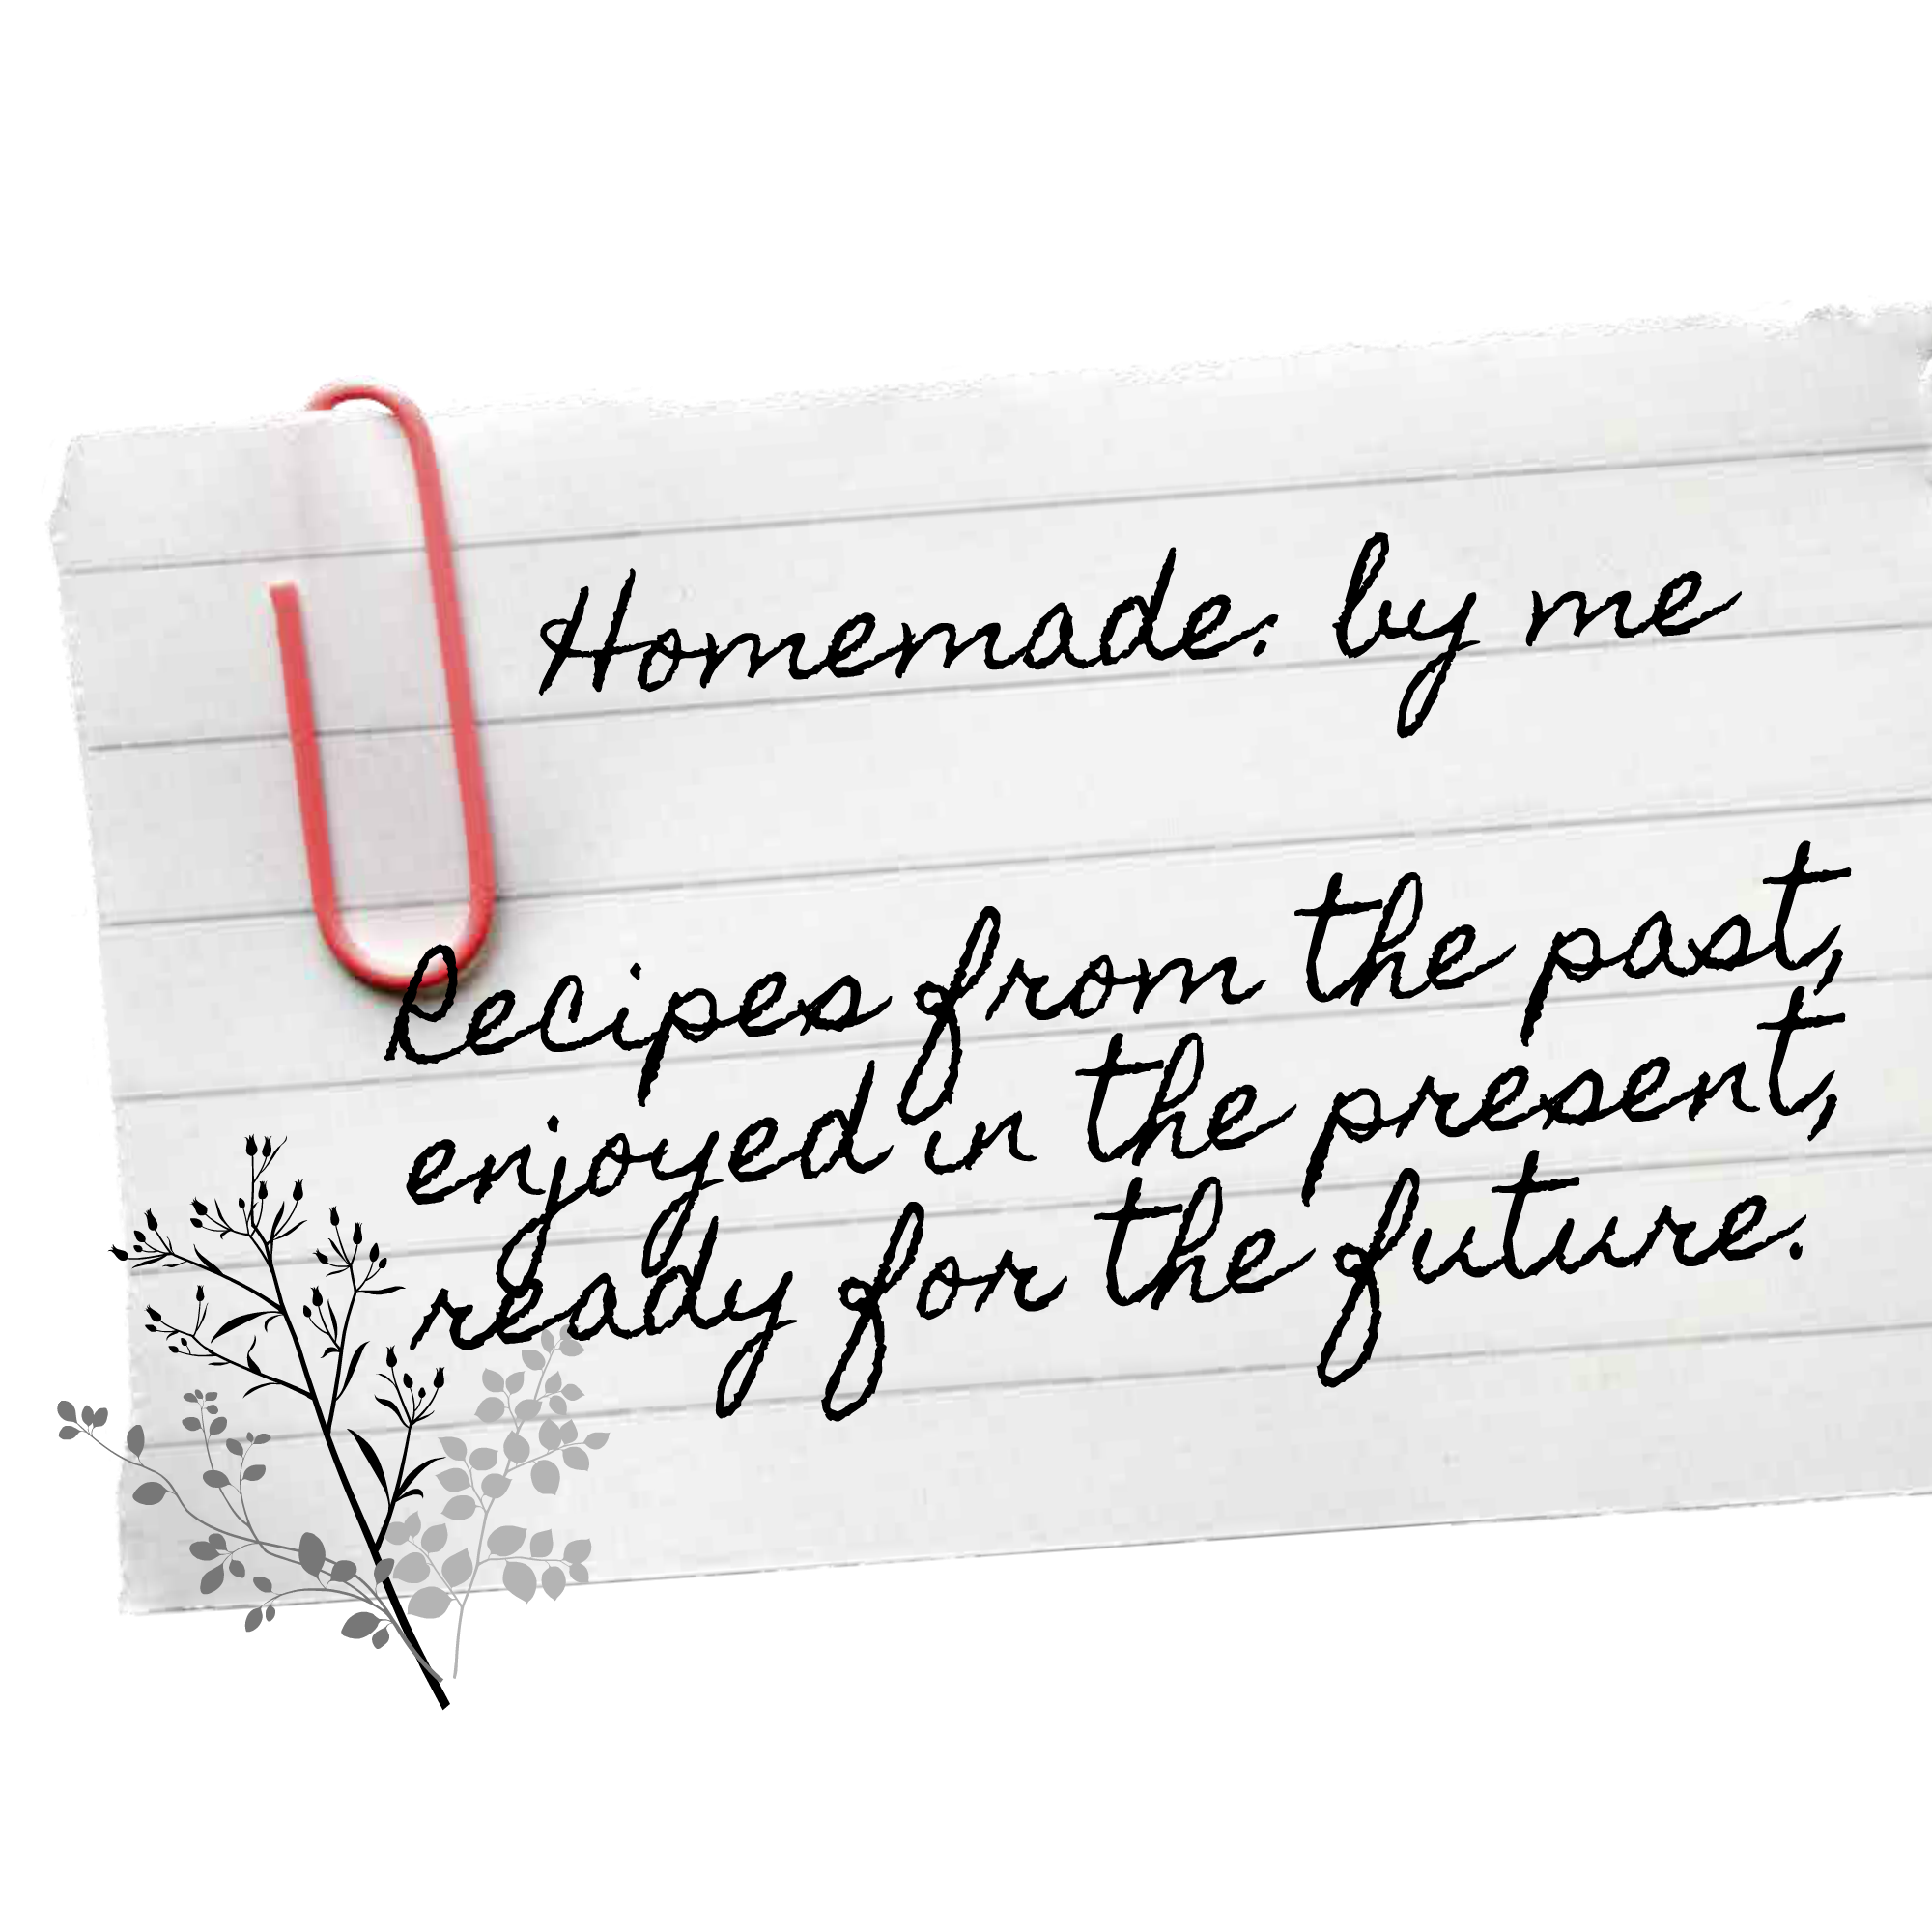 Homemade. by me
Recipes from the past,
enjoyed in the present,
ready for the future.